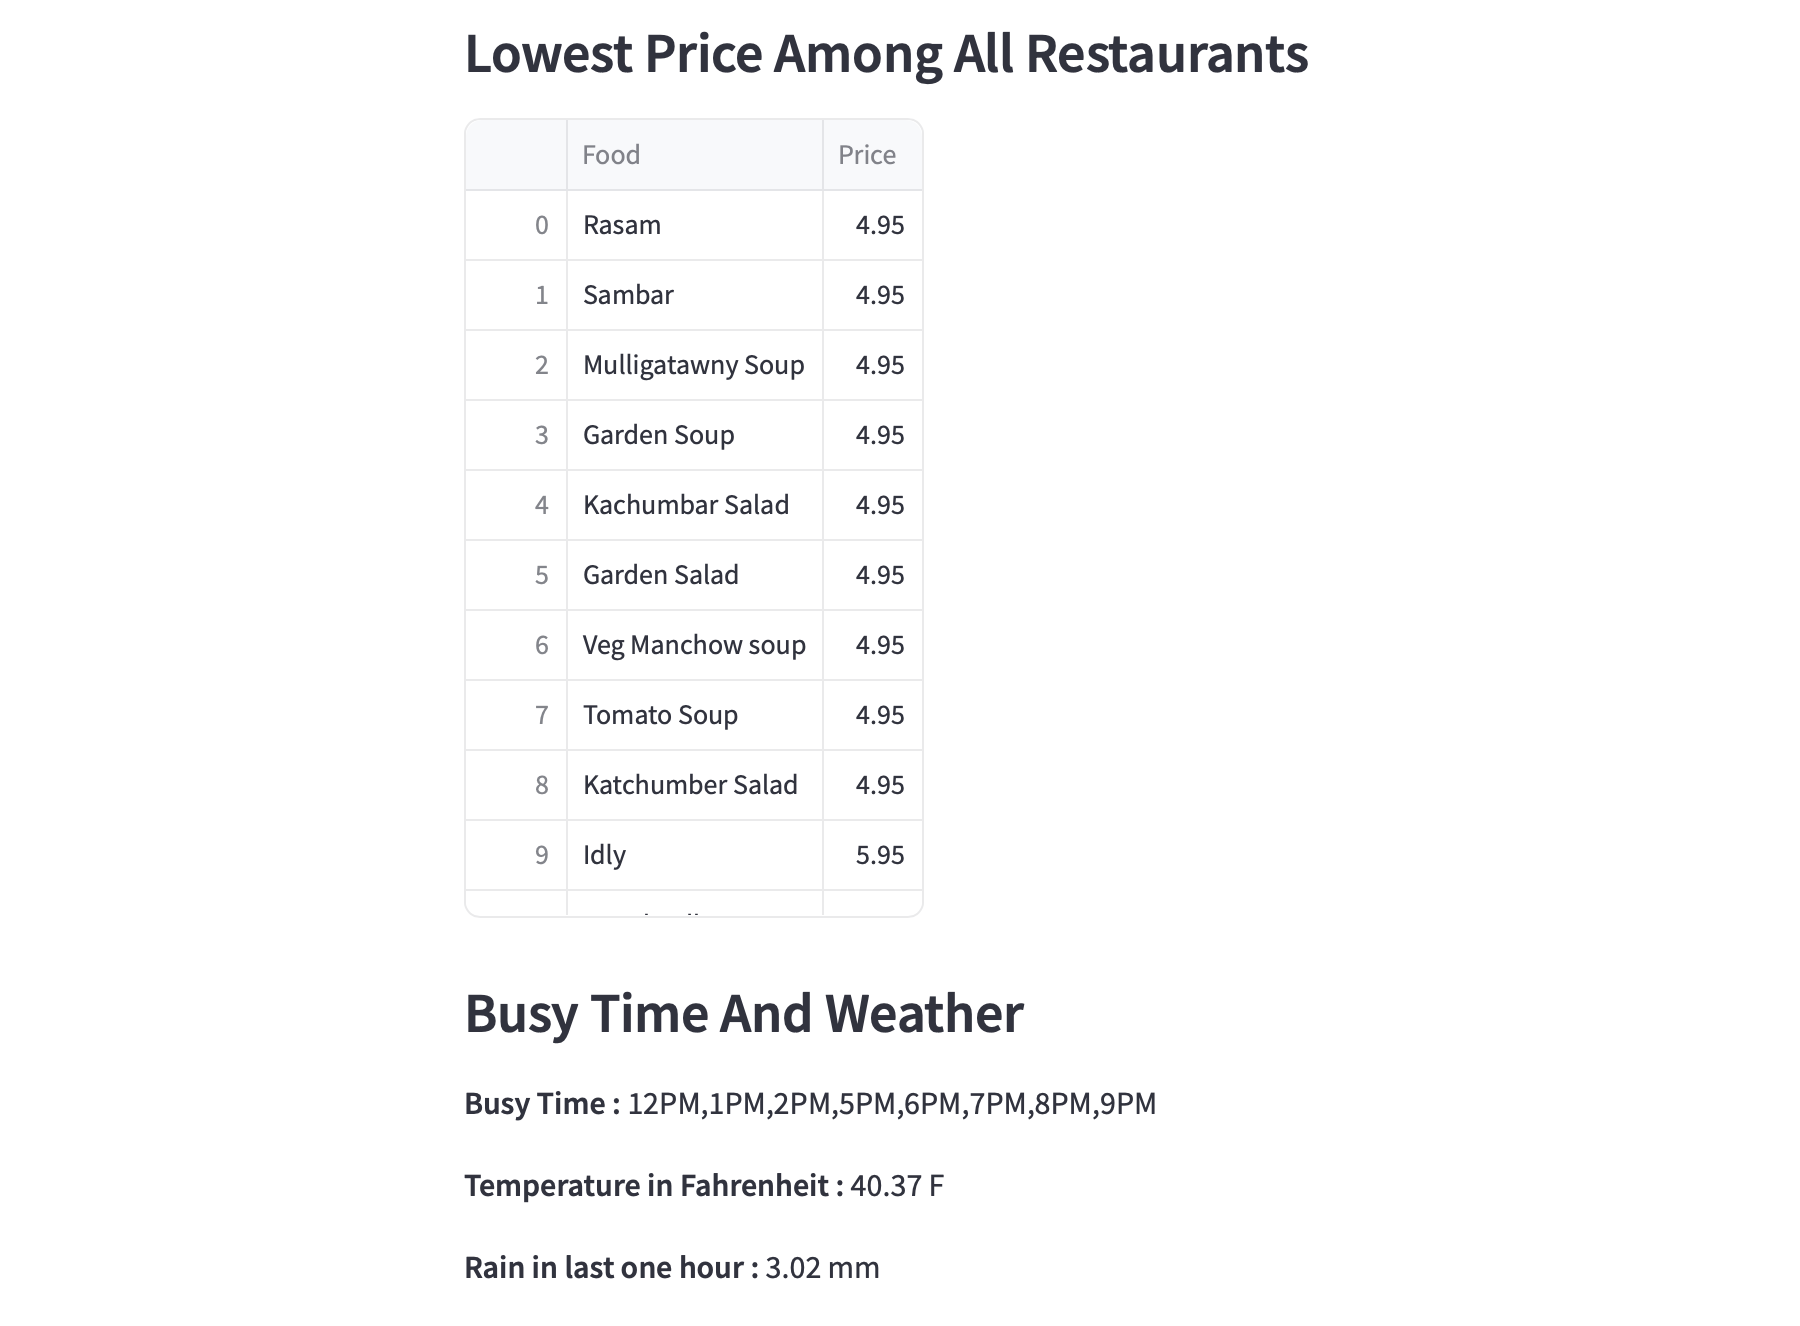 Lowest Price Among All Restaurants
Food Price
0 Rasam 4.95
1 Sambar 4.95
2 Mulligatawny Soup 4.95
3 Garden Soup 4.95
4 Kachumbar Salad 4.95
5 Garden Salad 4.95
6 Veg Manchow soup 4.95
7 Tomato Soup 4.95
8 Katchumber Salad 4.95
9 Idly 5.95
Busy Time And Weather
Busy Time : 12PM,1PM,2PM,5PM,6PM,7PM,8PM,9PM
Temperature in Fahrenheit : 40.37 F
Rain in last one hour : 3.02 mm